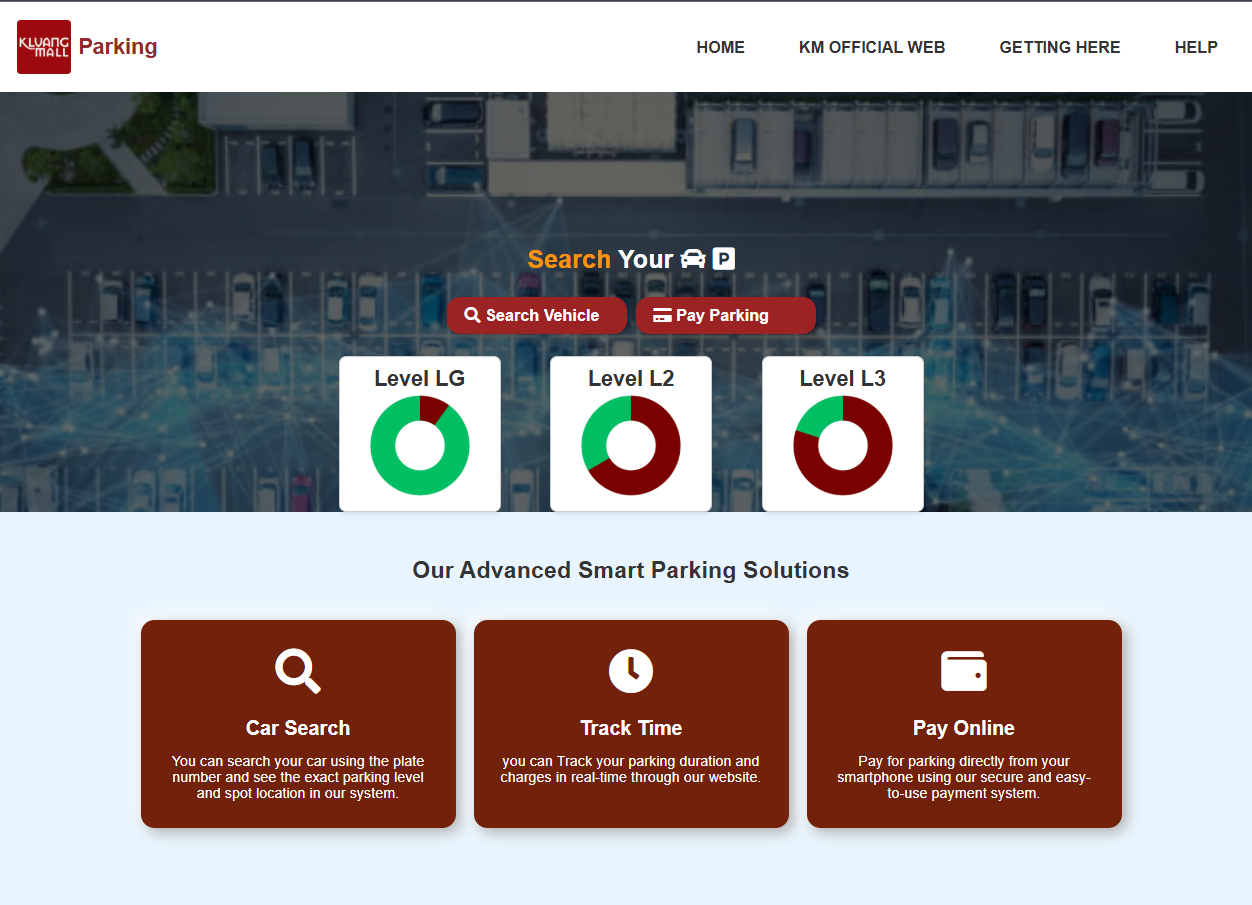 KLUANG
MALL
Parking
HOME
KM OFFICIAL WEB
GETTING HERE
HELP
Search Your P
Search Vehicle
Pay Parking
Level LG
Level L2
Level L3
Our Advanced Smart Parking Solutions
Car Search
You can search your car using the plate
number and see the exact parking level
and spot location in our system.
Track Time
you can Track your parking duration and
charges in real-time through our website.
Pay Online
Pay for parking directly from your
smartphone using our secure and easy-
to-use payment system.